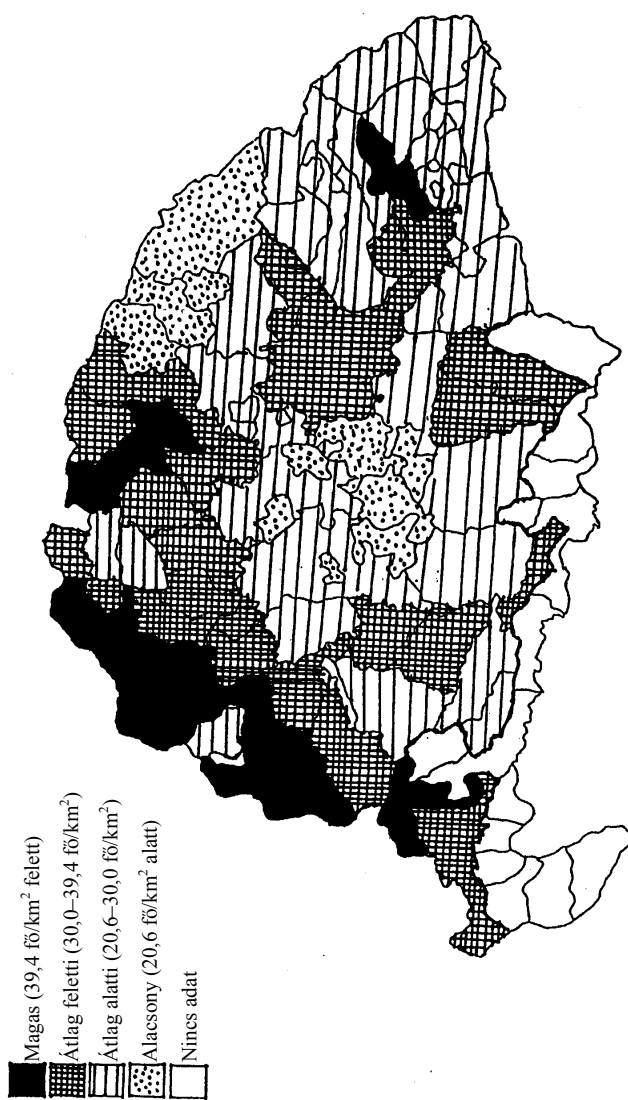 Magas (39,4 fő/km² felett)
Átlag feletti (30,0–39,4 fő/km²)
Átlag alatti (20,6–30,0 fő/km²)
Alacsony (20,6 fő/km² alatt)
Nincs adat